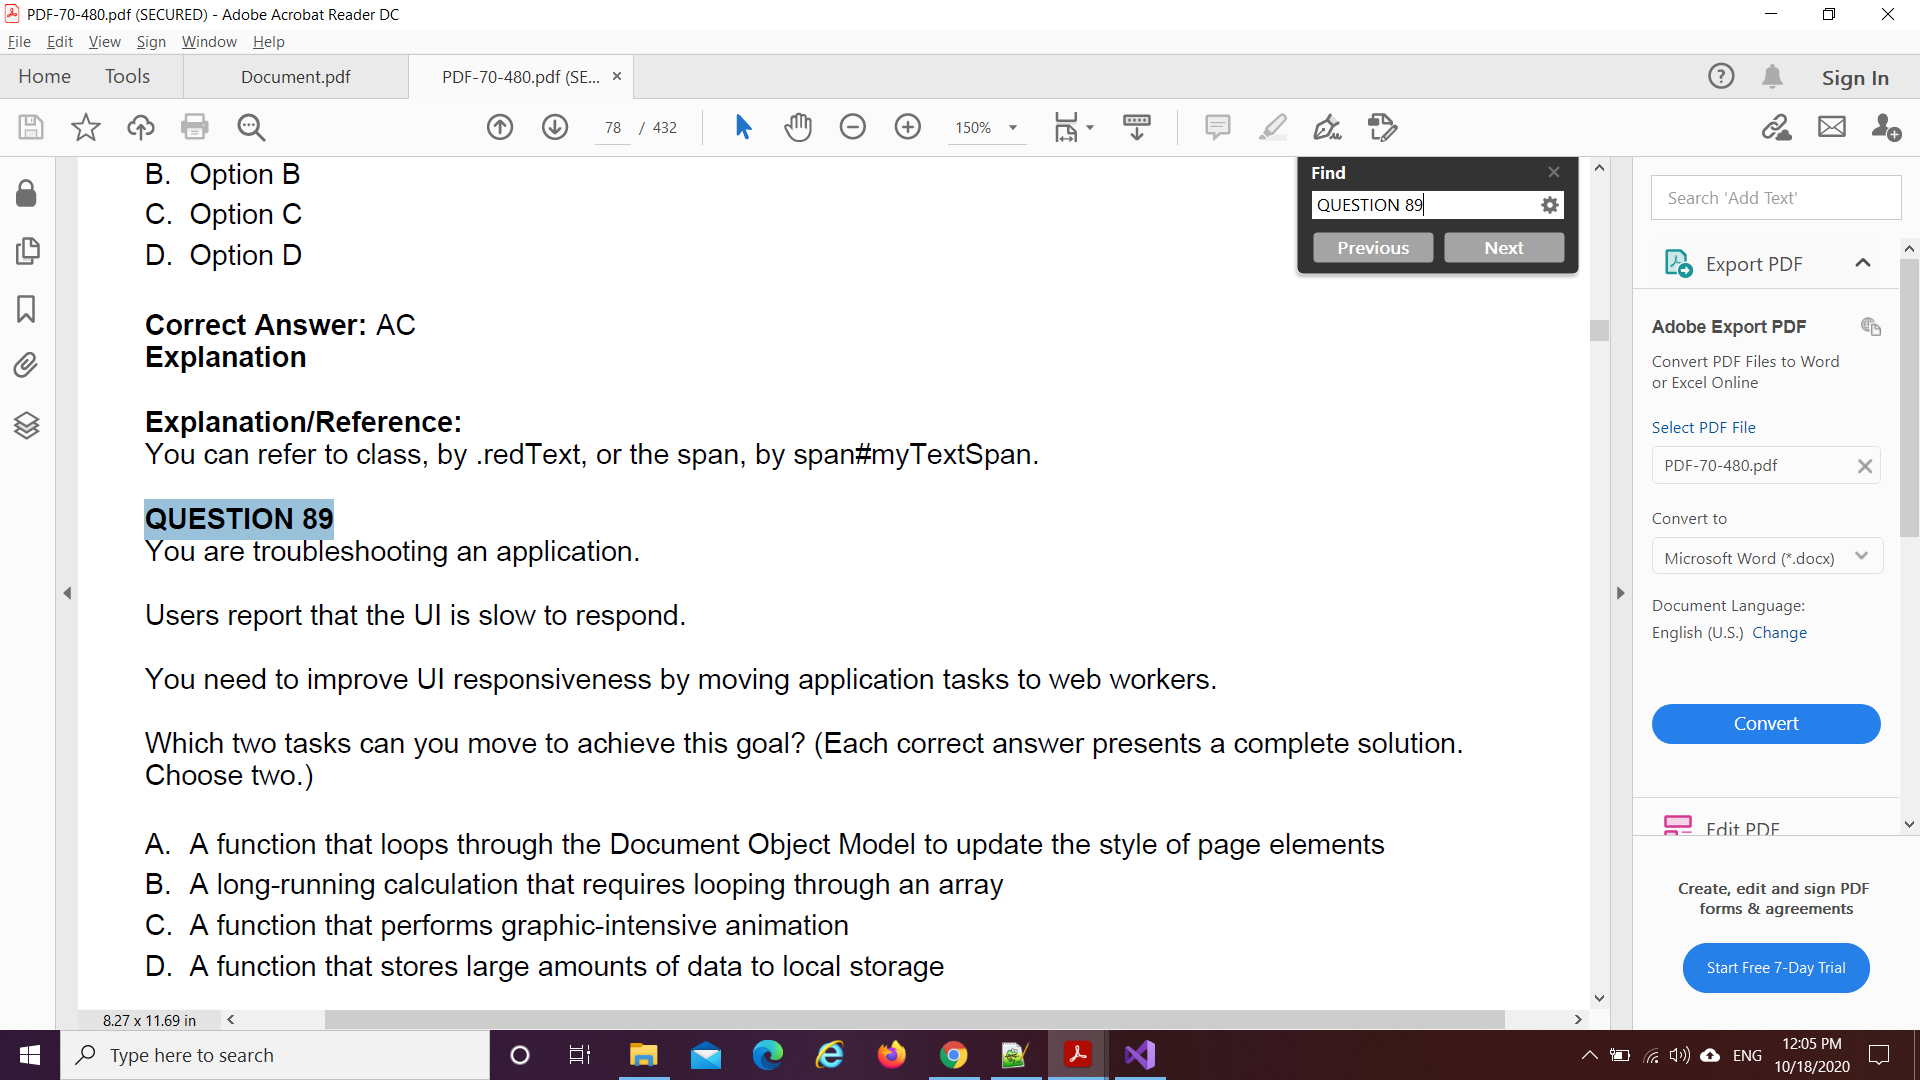 PDF-70-480.pdf (SECURED) - Adobe Acrobat Reader DC
File Edit View Sign Window Help
Home Tools Document.pdf PDF-70-480.pdf (SE... × Sign In
78 / 432 150%
B. Option B
C. Option C
D. Option D
Correct Answer: AC
Explanation
Explanation/Reference:
You can refer to class, by .redText, or the span, by span#myTextSpan.
QUESTION 89
You are troubleshooting an application.
Users report that the UI is slow to respond.
You need to improve UI responsiveness by moving application tasks to web workers.
Which two tasks can you move to achieve this goal? (Each correct answer presents a complete solution.
Choose two.)
A. A function that loops through the Document Object Model to update the style of page elements
B. A long-running calculation that requires looping through an array
C. A function that performs graphic-intensive animation
D. A function that stores large amounts of data to local storage
8.27 x 11.69 in
Find
QUESTION 89
Previous Next
Search 'Add Text'
Export PDF
Adobe Export PDF
Convert PDF Files to Word
or Excel Online
Select PDF File
PDF-70-480.pdf
Convert to
Microsoft Word (*.docx)
Document Language:
English (U.S.) Change
Convert
Edit PDF
Create, edit and sign PDF
forms & agreements
Start Free 7-Day Trial
Type here to search
ENG
12:05 PM
10/18/2020